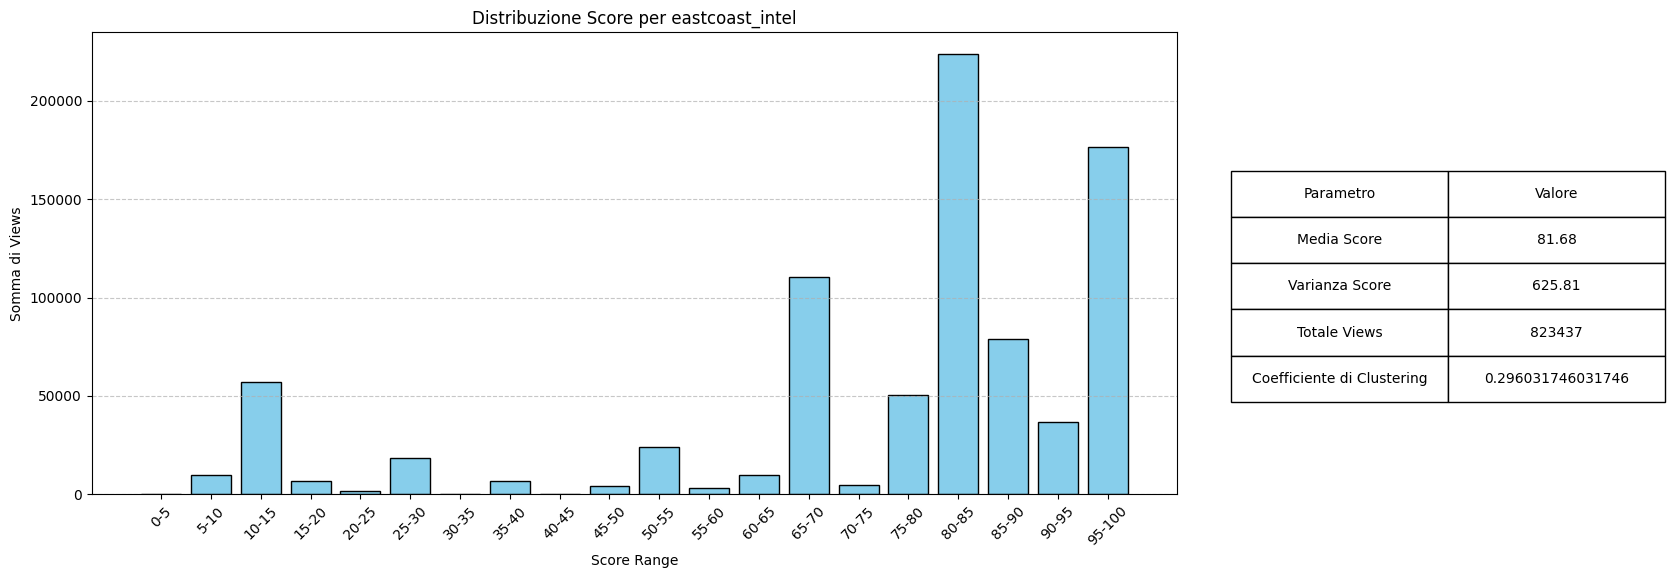 Distribuzione Score per eastcoast_intel
Somma di Views
200000
150000
100000
50000
0
0-5 5-10 10-15 15-20 20-25 25-30 30-35 35-40 40-45 45-50 50-55 55-60 60-65 65-70 70-75 75-80 80-85 85-90 90-95 95-100
Score Range
Parametro Valore
Media Score 81.68
Varianza Score 625.81
Totale Views 823437
Coefficiente di Clustering 0.296031746031746